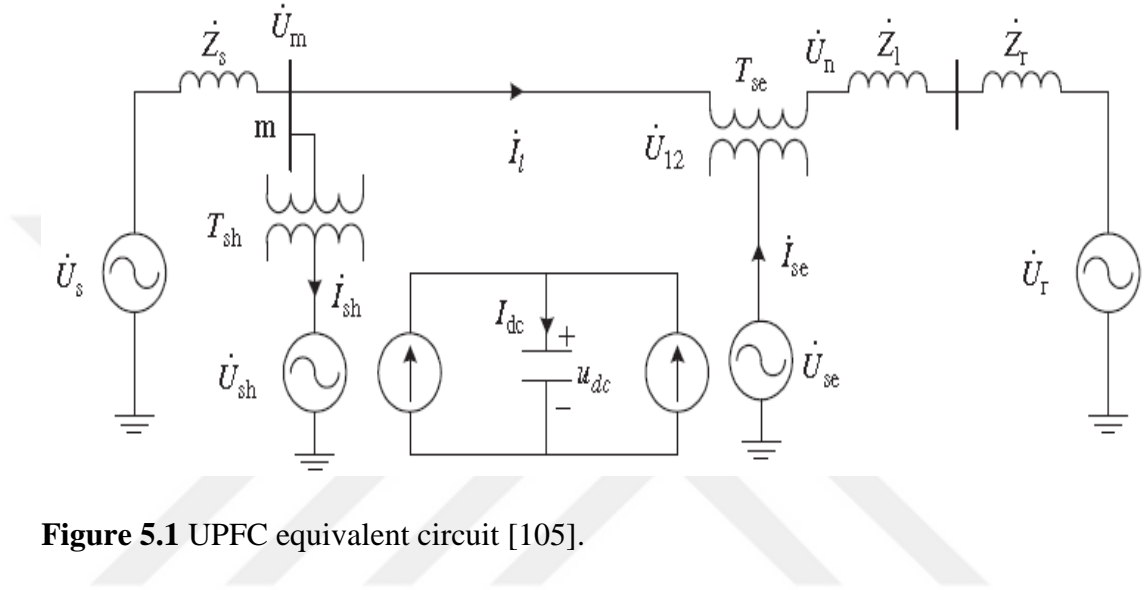 U̇m
Żs
U̇n
Żl
Żr
Tse
m
İl
U̇12
Tsh
U̇s
İsh
İse
U̇r
Idc
+
U̇sh
udc
U̇se
−
Figure 5.1 UPFC equivalent circuit [105].